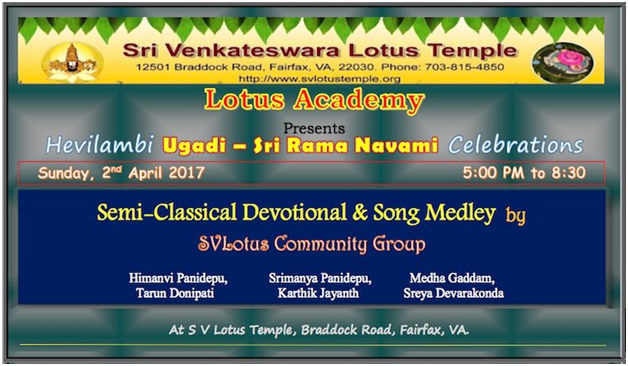 Sri Venkateswara Lotus Temple
12501 Braddock Road, Fairfax, VA, 22030. Phone: 703-815-4850
http://www.svlotustemple.org
Lotus Academy
Presents
Hevilambi Ugadi – Sri Rama Navami Celebrations
Sunday, 2nd April 2017 5:00 PM to 8:30
Semi-Classical Devotional & Song Medley by
SVLotus Community Group
Himanvi Panidepu, Srimanya Panidepu, Medha Gaddam,
Tarun Donipati Karthik Jayanth Sreya Devarakonda
At S V Lotus Temple, Braddock Road, Fairfax, VA.